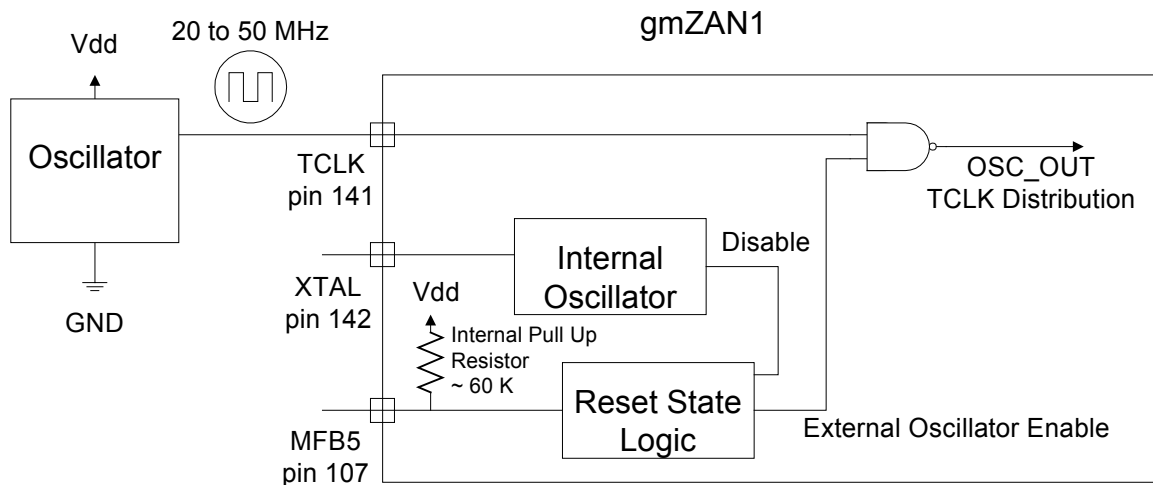 gmZAN1
20 to 50 MHz
Vdd
Oscillator
GND
TCLK
pin 141
OSC_OUT
TCLK Distribution
XTAL
pin 142
Internal
Oscillator
Disable
Vdd
Internal Pull Up
Resistor
~ 60 K
MFB5
pin 107
Reset State
Logic
External Oscillator Enable